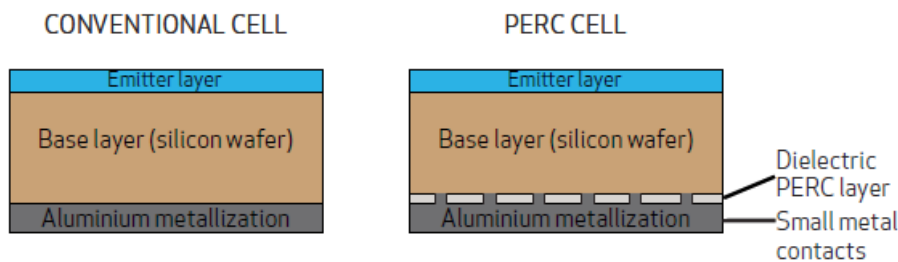 CONVENTIONAL CELL
PERC CELL
Emitter layer
Base layer (silicon wafer)
Aluminium metallization
Emitter layer
Base layer (silicon wafer)
Aluminium metallization
Dielectric
PERC layer
Small metal
contacts